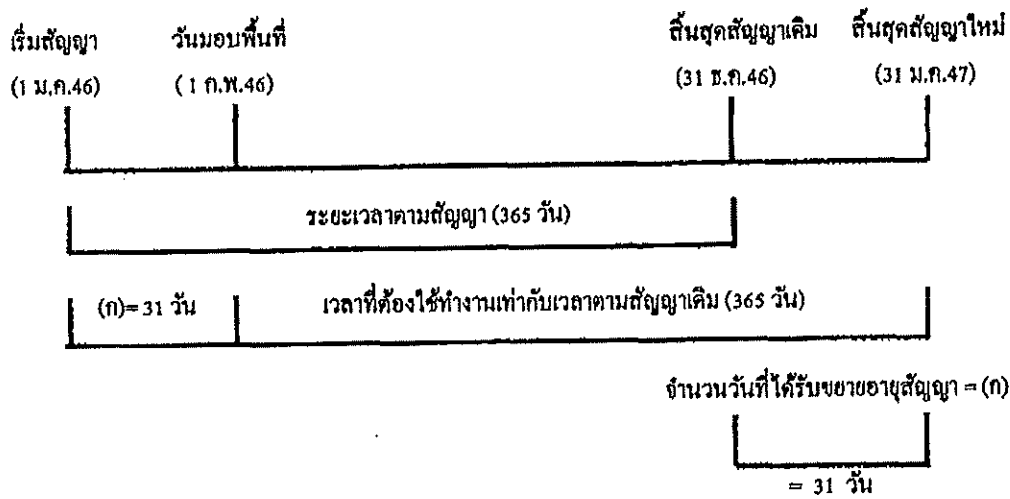 เริ่มสัญญา วันมอบพื้นที่ สิ้นสุดสัญญาเดิม สิ้นสุดสัญญาใหม่
(1 ม.ค.46) (1 ก.พ.46) (31 ธ.ค.46) (31 ม.ค.47)
ระยะเวลาตามสัญญา (365 วัน)
(ก)= 31 วัน เวลาที่ต้องใช้ทำงานเท่ากับเวลาตามสัญญาเดิม (365 วัน)
จำนวนวันที่ได้รับขยายอายุสัญญา = (ก)
= 31 วัน